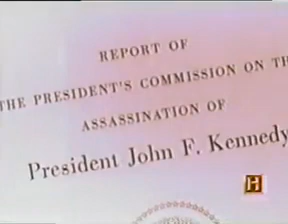 REPORT OF
THE PRESIDENT'S COMMISSION ON TH
ASSASSINATION OF
President John F. Kennedy
H